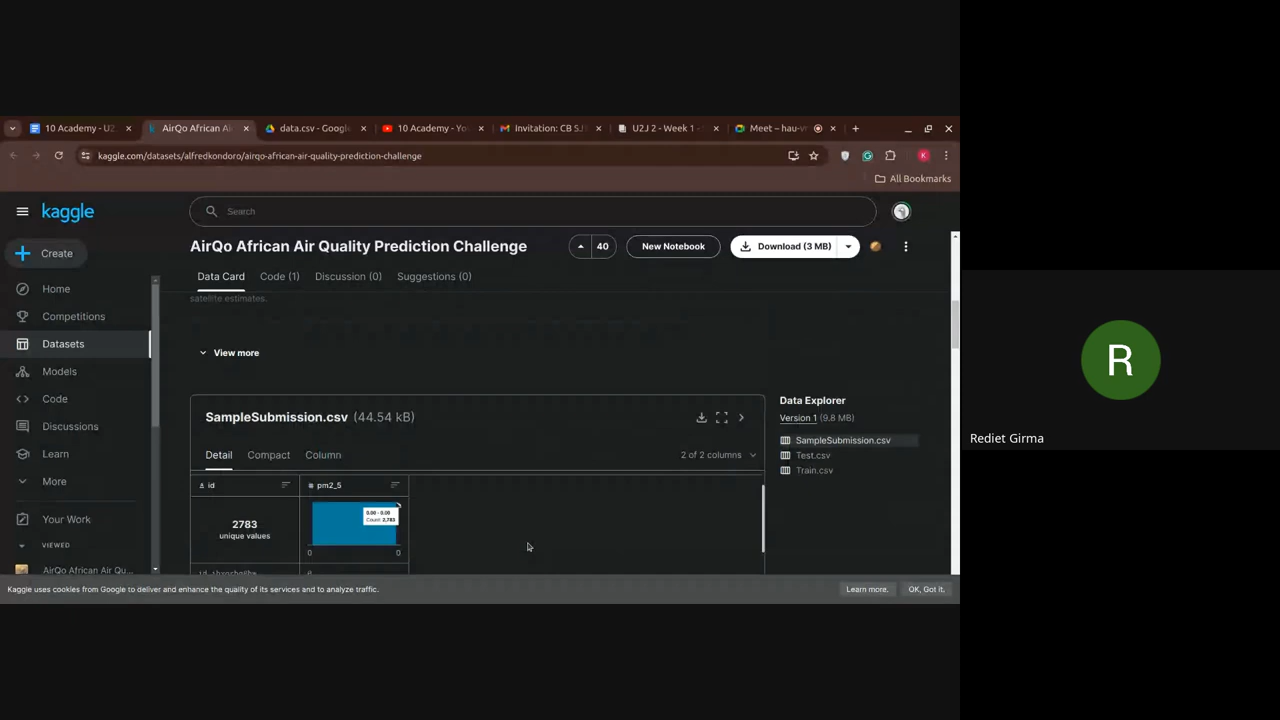 10 Academy - U2
AirQo African Ai
data.csv - Google
10 Academy - Yo
Invitation: CB SJ
U2J 2 - Week 1 -
Meet – hau-v
kaggle.com/datasets/alfredkondoro/airqo-african-air-quality-prediction-challenge
K
All Bookmarks
kaggle
Search
Create
AirQo African Air Quality Prediction Challenge
40
New Notebook
Download (3 MB)
Data Card
Code (1)
Discussion (0)
Suggestions (0)
Home
Competitions
Datasets
Models
Code
Discussions
Learn
More
Your Work
VIEWED
AirQo African Air Qu...
satellite estimates.
View more
SampleSubmission.csv (44.54 kB)
Detail
Compact
Column
2 of 2 columns
id
pm2_5
2783
unique values
0.00 - 0.00
Count: 2,783
0
0
Data Explorer
Version 1 (9.8 MB)
SampleSubmission.csv
Test.csv
Train.csv
Kaggle uses cookies from Google to deliver and enhance the quality of its services and to analyze traffic.
Learn more.
OK, Got it.
R
Rediet Girma